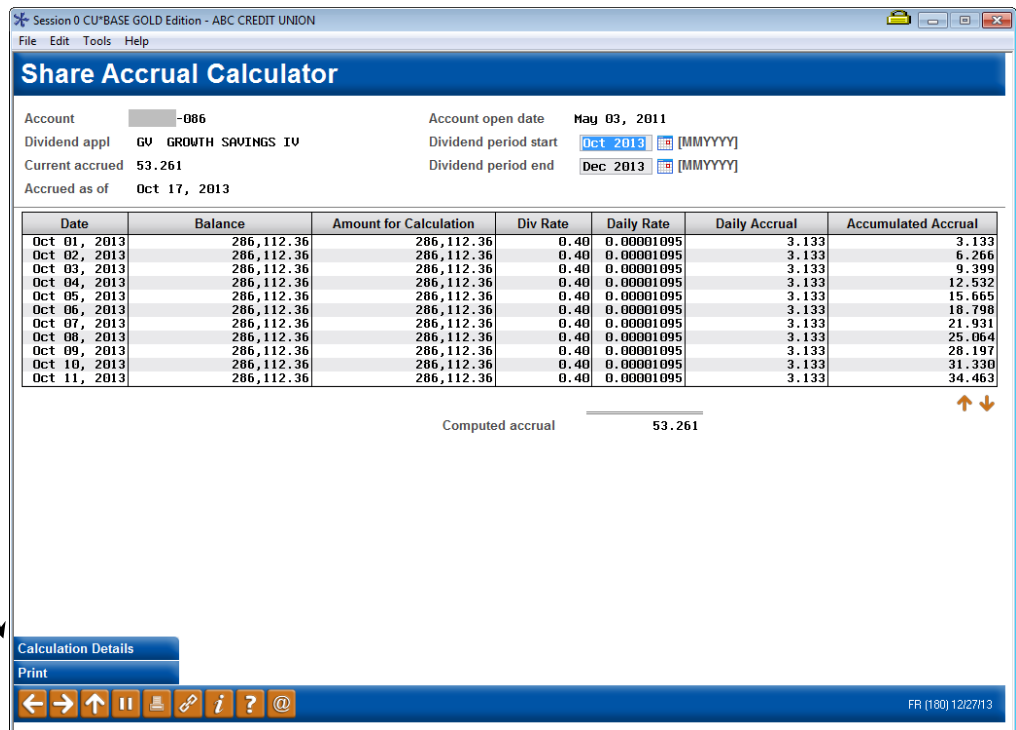 Session 0 CU*BASE GOLD Edition - ABC CREDIT UNION
File Edit Tools Help
Share Accrual Calculator
Account -086 Account open date May 03, 2011
Dividend appl GV GROWTH SAVINGS IV Dividend period start Oct 2013 [MMYYYY]
Current accrued 53.261 Dividend period end Dec 2013 [MMYYYY]
Accrued as of Oct 17, 2013
Date Balance Amount for Calculation Div Rate Daily Rate Daily Accrual Accumulated Accrual
Oct 01, 2013 286,112.36 286,112.36 0.40 0.00001095 3.133 3.133
Oct 02, 2013 286,112.36 286,112.36 0.40 0.00001095 3.133 6.266
Oct 03, 2013 286,112.36 286,112.36 0.40 0.00001095 3.133 9.399
Oct 04, 2013 286,112.36 286,112.36 0.40 0.00001095 3.133 12.532
Oct 05, 2013 286,112.36 286,112.36 0.40 0.00001095 3.133 15.665
Oct 06, 2013 286,112.36 286,112.36 0.40 0.00001095 3.133 18.798
Oct 07, 2013 286,112.36 286,112.36 0.40 0.00001095 3.133 21.931
Oct 08, 2013 286,112.36 286,112.36 0.40 0.00001095 3.133 25.064
Oct 09, 2013 286,112.36 286,112.36 0.40 0.00001095 3.133 28.197
Oct 10, 2013 286,112.36 286,112.36 0.40 0.00001095 3.133 31.330
Oct 11, 2013 286,112.36 286,112.36 0.40 0.00001095 3.133 34.463
Computed accrual 53.261
Calculation Details
Print
i ? @
FR (180) 12/27/13